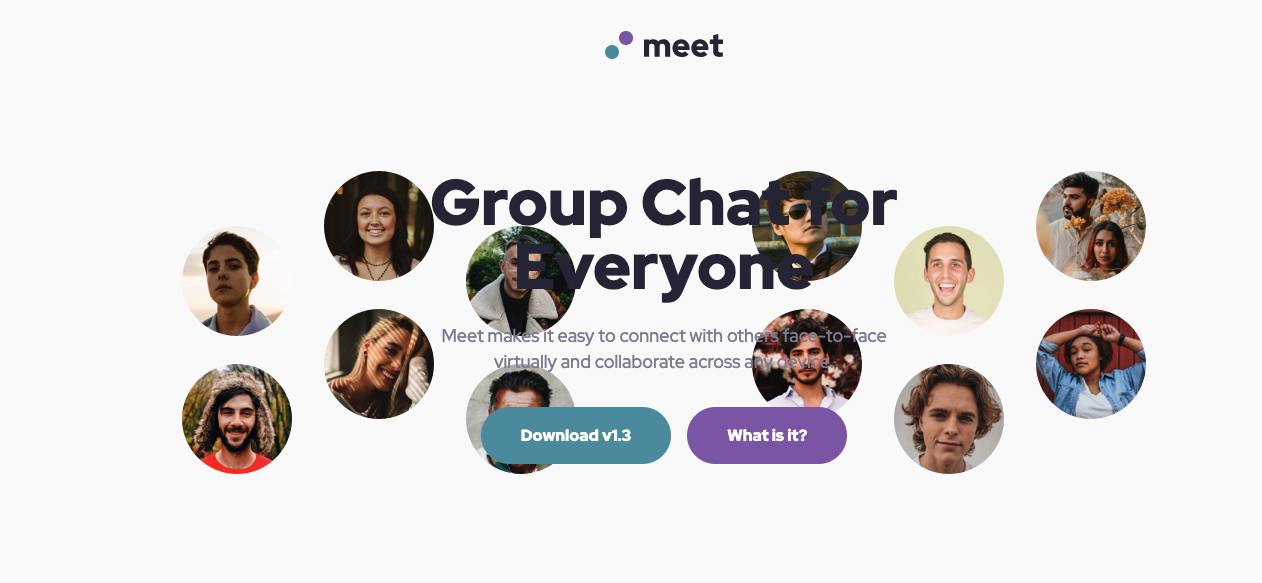 meet
Group Chat for
Everyone
Meet makes it easy to connect with others face-to-face
virtually and collaborate across any device.
Download v1.3
What is it?